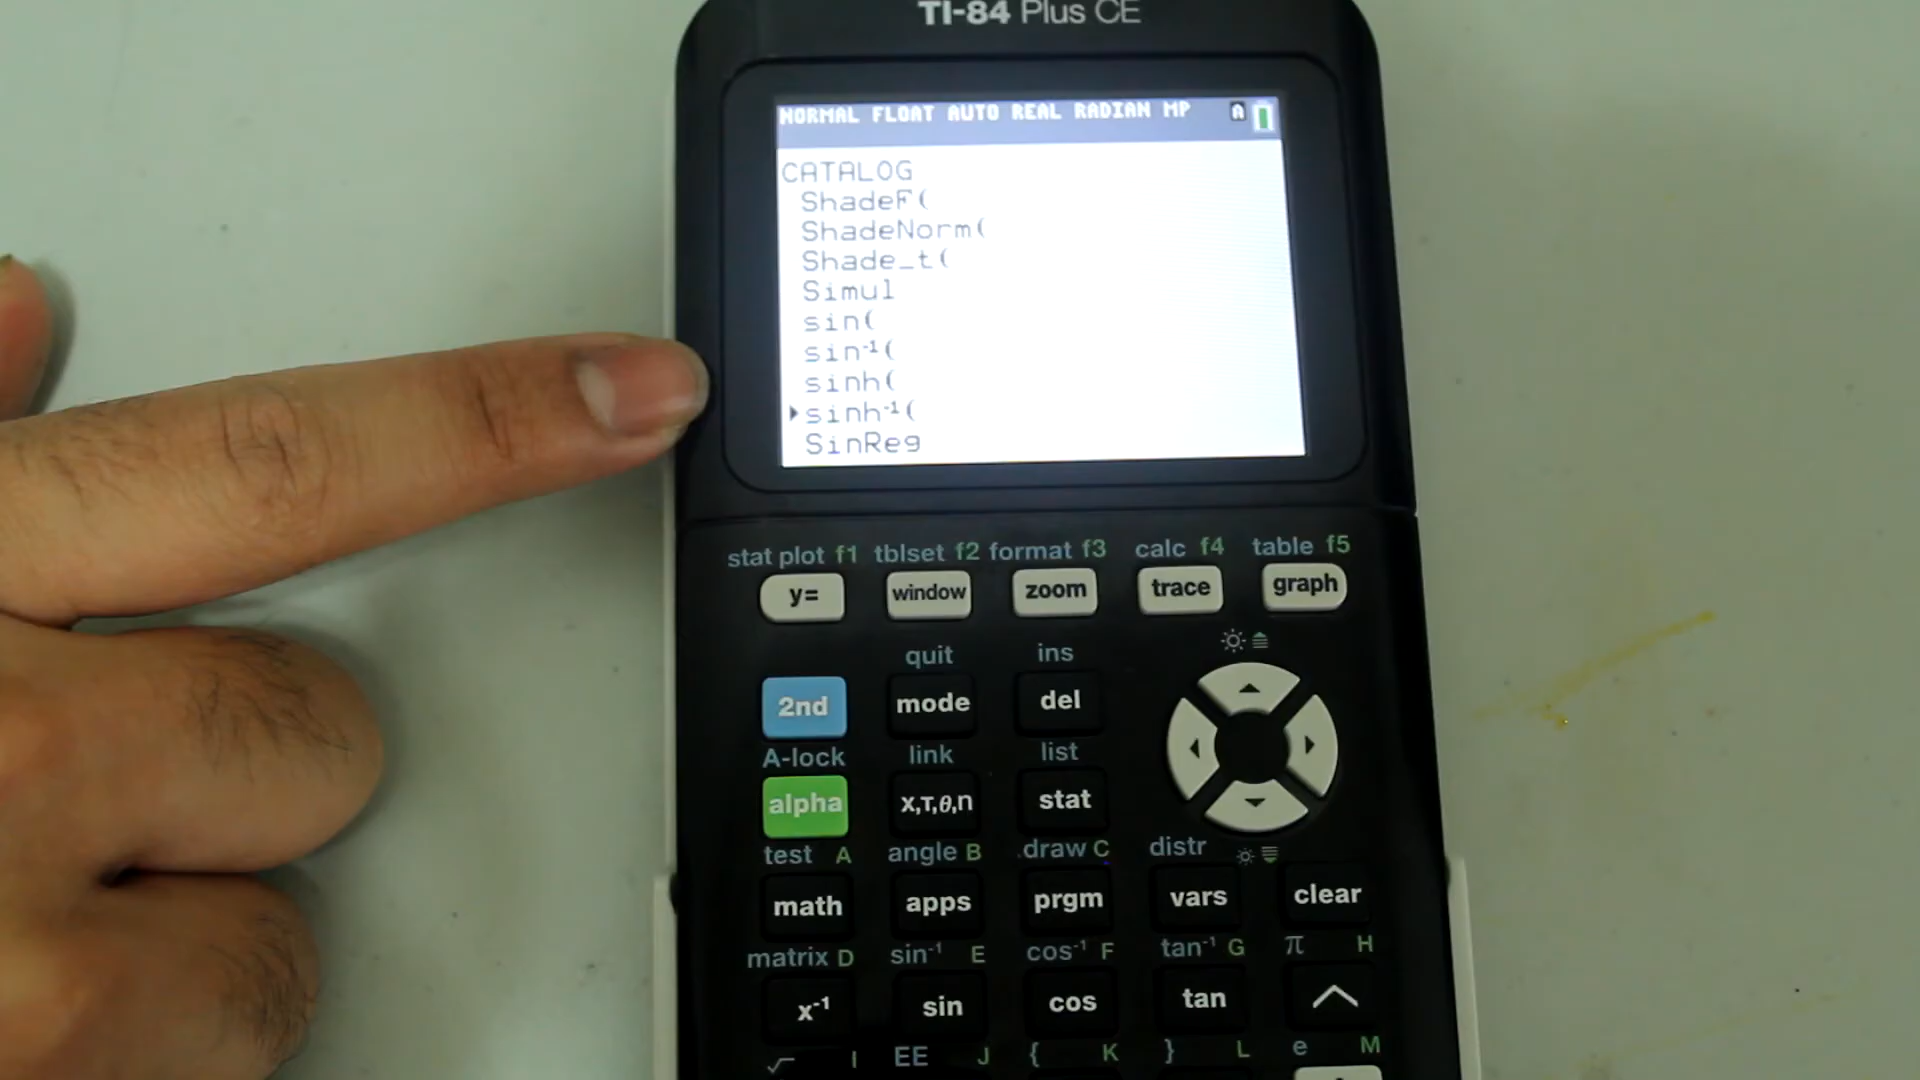 TI-84 Plus CE
NORMAL FLOAT AUTO REAL RADIAN MP A
CATALOG
ShadeF(
ShadeNorm(
Shade_t(
Simul
sin(
sin⁻¹(
sinh(
▸sinh⁻¹(
SinReg
stat plot f1 tblset f2 format f3 calc f4 table f5
y= window zoom trace graph
quit ins
2nd mode del
A-lock link list
alpha X,T,θ,n stat
test A angle B draw C distr
math apps prgm vars clear
matrix D sin⁻¹ E cos⁻¹ F tan⁻¹ G π H
x⁻¹ sin cos tan ^
√ I EE J { K } L e M